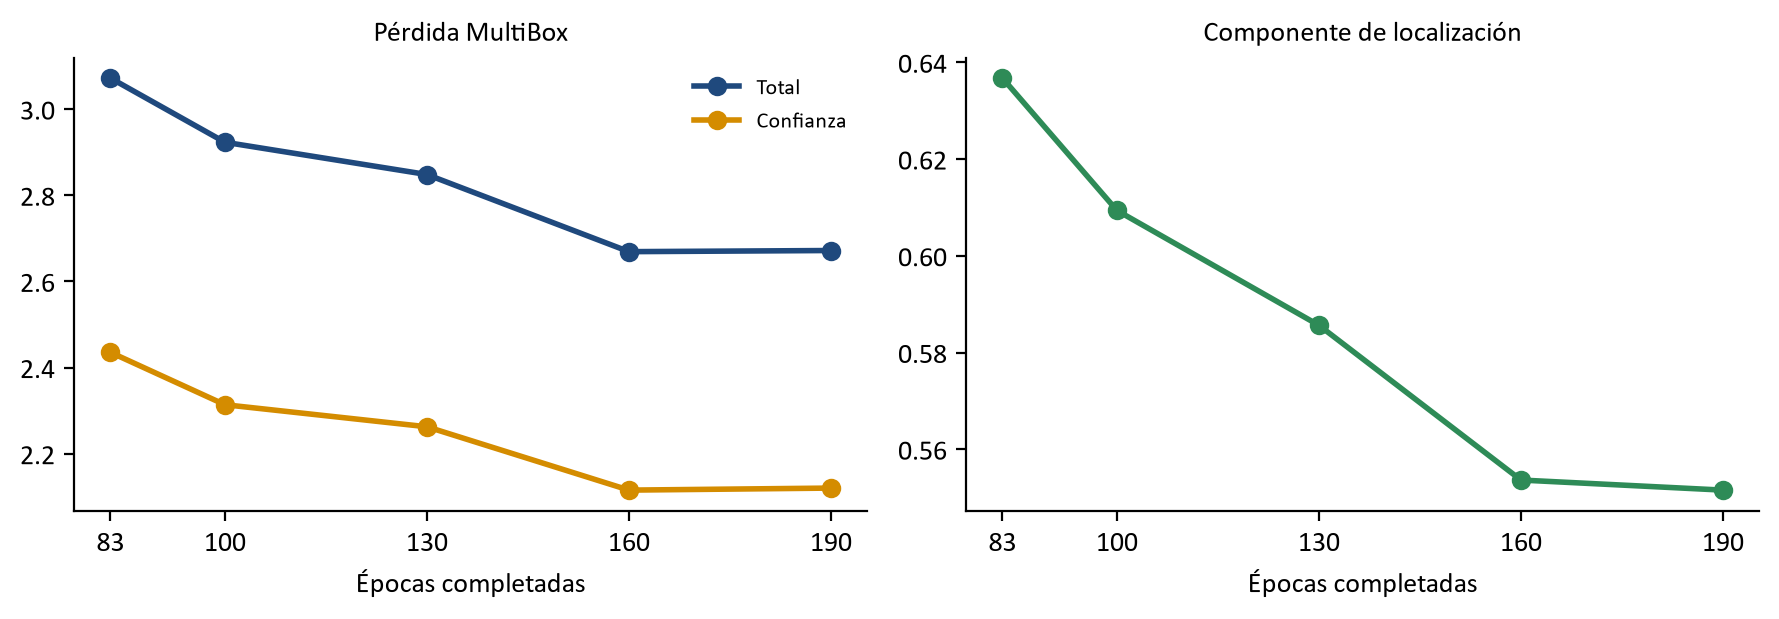 Pérdida MultiBox
3.0
2.8
2.6
2.4
2.2
Total
Confianza
83 100 130 160 190
Épocas completadas
Componente de localización
0.64
0.62
0.60
0.58
0.56
83 100 130 160 190
Épocas completadas